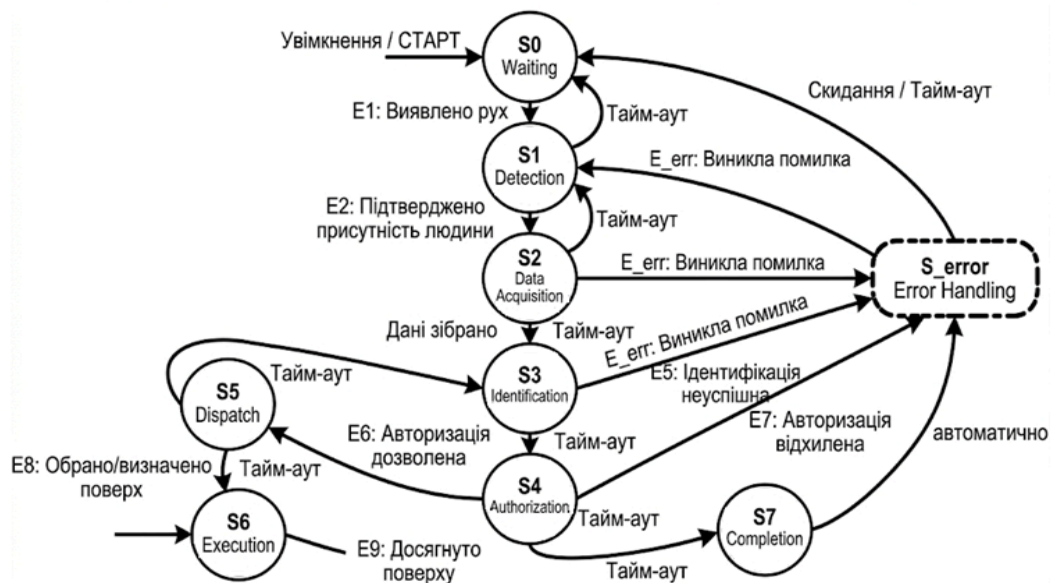 Увімкнення / СТАРТ
S0
Waiting
Скидання / Тайм-аут
E1: Виявлено рух
Тайм-аут
S1
Detection
E_err: Виникла помилка
E2: Підтверджено
присутність людини
Тайм-аут
S2
Data
Acquisition
E_err: Виникла помилка
S_error
Error Handling
Дані зібрано
Тайм-аут
E_err: Виникла помилка
S3
Identification
Тайм-аут
S5
Dispatch
E5: Ідентифікація
неуспішна
E6: Авторизація
дозволена
Тайм-аут
E7: Авторизація
відхилена
автоматично
E8: Обрано/визначено
поверх
Тайм-аут
S4
Authorization
Тайм-аут
S6
Execution
E9: Досягнуто
поверху
S7
Completion
Тайм-аут